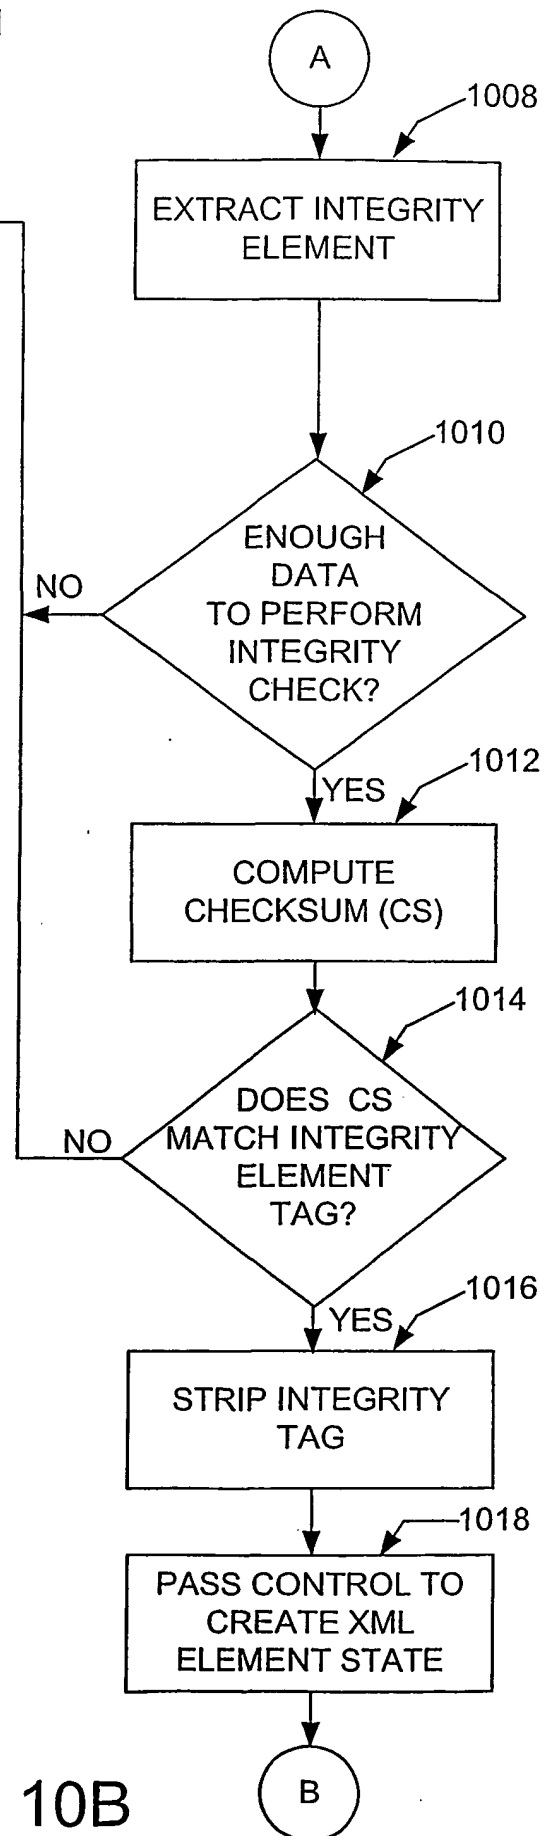 A
1008
EXTRACT INTEGRITY
ELEMENT
1010
ENOUGH
DATA
TO PERFORM
INTEGRITY
CHECK?
NO
YES
1012
COMPUTE
CHECKSUM (CS)
1014
DOES CS
MATCH INTEGRITY
ELEMENT
TAG?
NO
YES
1016
STRIP INTEGRITY
TAG
1018
PASS CONTROL TO
CREATE XML
ELEMENT STATE
B
10B